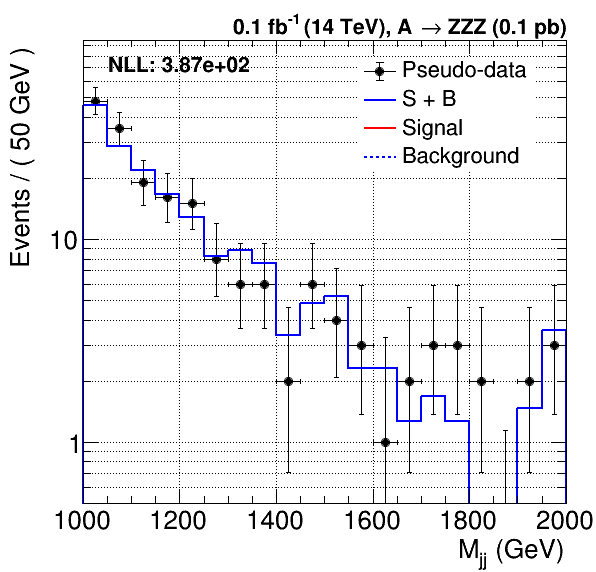 0.1 fb⁻¹ (14 TeV), A → ZZZ (0.1 pb)
NLL: 3.87e+02
Pseudo-data
S + B
Signal
Background
Events / ( 50 GeV )
10
1
1000 1200 1400 1600 1800 2000
M_jj (GeV)